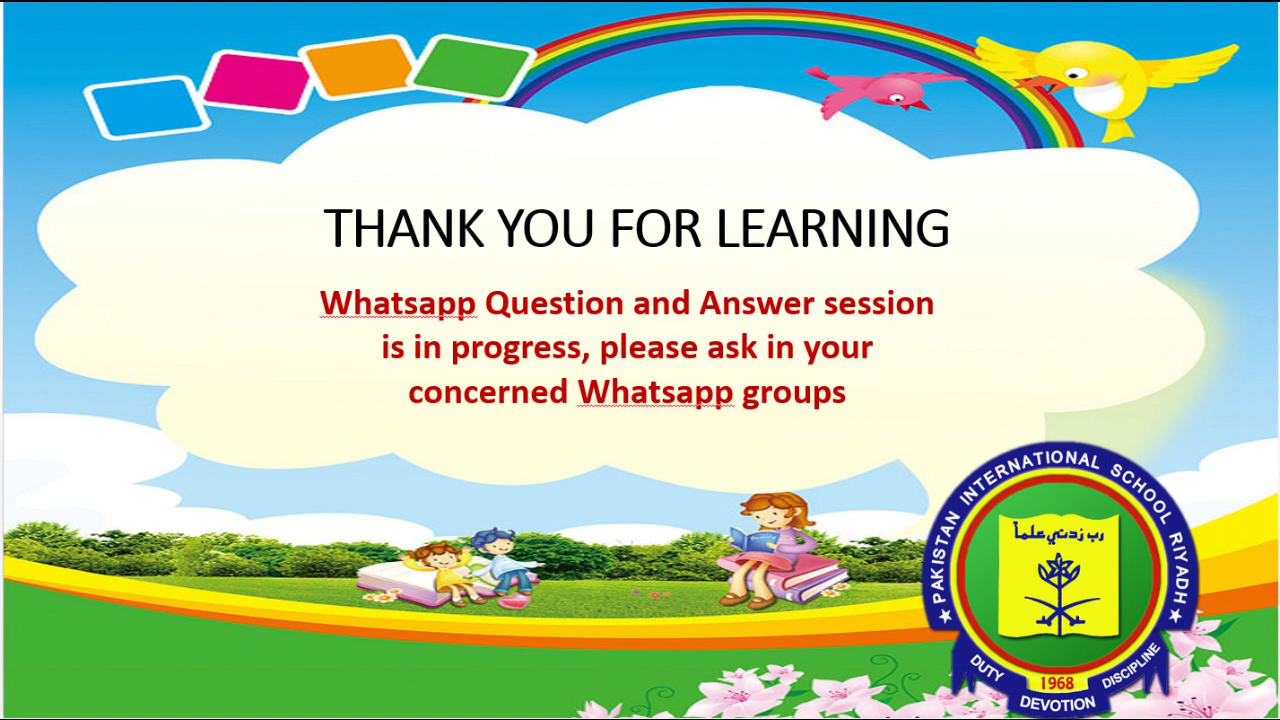 THANK YOU FOR LEARNING
Whatsapp Question and Answer session
is in progress, please ask in your
concerned Whatsapp groups
PAKISTAN INTERNATIONAL SCHOOL RIYADH
رب زدني علماً
1968
DUTY
DEVOTION
DISCIPLINE